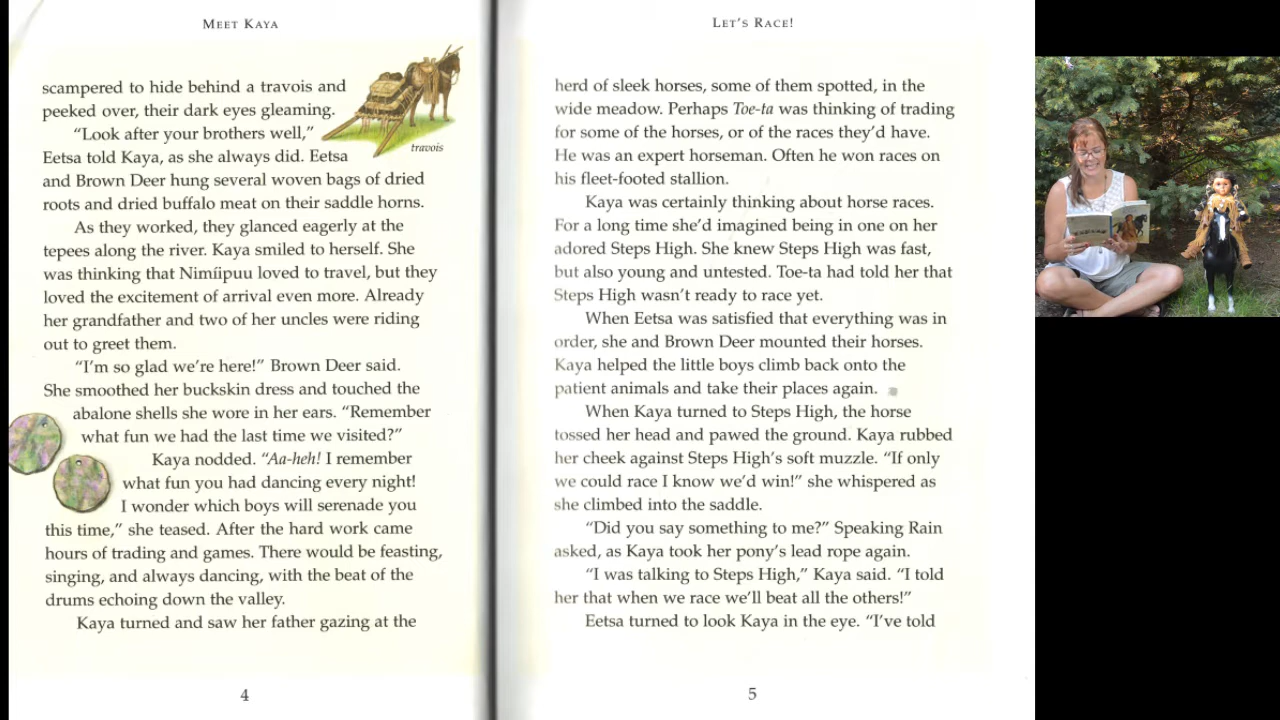 MEET KAYA
scampered to hide behind a travois and
peeked over, their dark eyes gleaming.
“Look after your brothers well,”
Eetsa told Kaya, as she always did. Eetsa
and Brown Deer hung several woven bags of dried
roots and dried buffalo meat on their saddle horns.
As they worked, they glanced eagerly at the
tepees along the river. Kaya smiled to herself. She
was thinking that Nimíipuu loved to travel, but they
loved the excitement of arrival even more. Already
her grandfather and two of her uncles were riding
out to greet them.
“I’m so glad we’re here!” Brown Deer said.
She smoothed her buckskin dress and touched the
abalone shells she wore in her ears. “Remember
what fun we had the last time we visited?”
Kaya nodded. “Aa-heh! I remember
what fun you had dancing every night!
I wonder which boys will serenade you
this time,” she teased. After the hard work came
hours of trading and games. There would be feasting,
singing, and always dancing, with the beat of the
drums echoing down the valley.
Kaya turned and saw her father gazing at the
travois
4
LET’S RACE!
herd of sleek horses, some of them spotted, in the
wide meadow. Perhaps Toe-ta was thinking of trading
for some of the horses, or of the races they’d have.
He was an expert horseman. Often he won races on
his fleet-footed stallion.
Kaya was certainly thinking about horse races.
For a long time she’d imagined being in one on her
adored Steps High. She knew Steps High was fast,
but also young and untested. Toe-ta had told her that
Steps High wasn’t ready to race yet.
When Eetsa was satisfied that everything was in
order, she and Brown Deer mounted their horses.
Kaya helped the little boys climb back onto the
patient animals and take their places again.
When Kaya turned to Steps High, the horse
tossed her head and pawed the ground. Kaya rubbed
her cheek against Steps High’s soft muzzle. “If only
we could race I know we’d win!” she whispered as
she climbed into the saddle.
“Did you say something to me?” Speaking Rain
asked, as Kaya took her pony’s lead rope again.
“I was talking to Steps High,” Kaya said. “I told
her that when we race we’ll beat all the others!”
Eetsa turned to look Kaya in the eye. “I’ve told
5